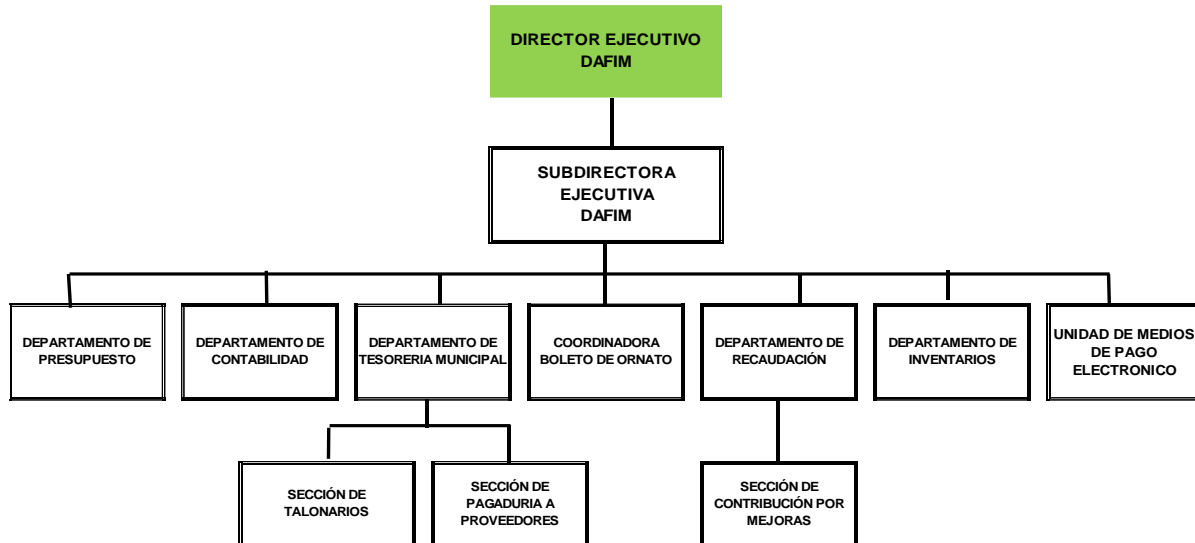 DIRECTOR EJECUTIVO
DAFIM
SUBDIRECTORA
EJECUTIVA
DAFIM
DEPARTAMENTO DE
PRESUPUESTO
DEPARTAMENTO DE
CONTABILIDAD
DEPARTAMENTO DE
TESORERIA MUNICIPAL
COORDINADORA
BOLETO DE ORNATO
DEPARTAMENTO DE
RECAUDACIÓN
DEPARTAMENTO DE
INVENTARIOS
UNIDAD DE MEDIOS
DE PAGO
ELECTRONICO
SECCIÓN DE
TALONARIOS
SECCIÓN DE
PAGADURIA A
PROVEEDORES
SECCIÓN DE
CONTRIBUCIÓN POR
MEJORAS